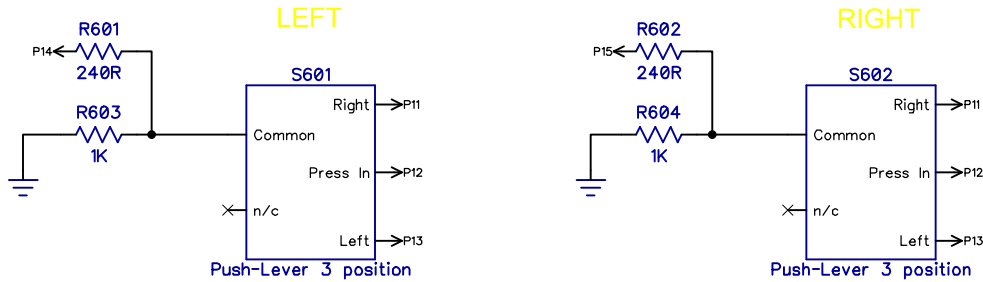 LEFT
R601
P14
240R
S601
R603
1K
Right
P11
Common
Press In
P12
n/c
Left
P13
Push-Lever 3 position
RIGHT
R602
P15
240R
S602
R604
1K
Right
P11
Common
Press In
P12
n/c
Left
P13
Push-Lever 3 position